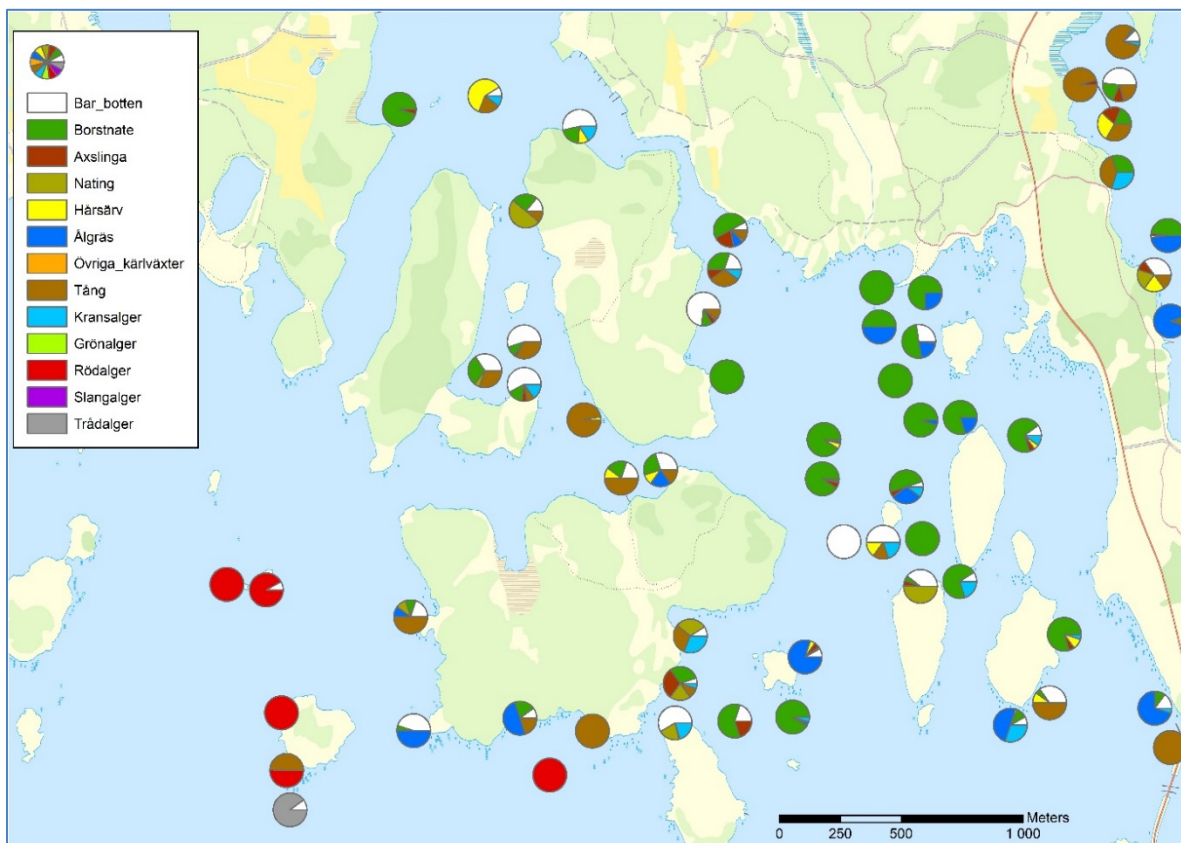 Bar_botten
Borstnate
Axslinga
Nating
Hårsärv
Ålgräs
Övriga_kärlväxter
Tång
Kransalger
Grönalger
Rödalger
Slangalger
Trådalger
Meters
0 250 500 1 000